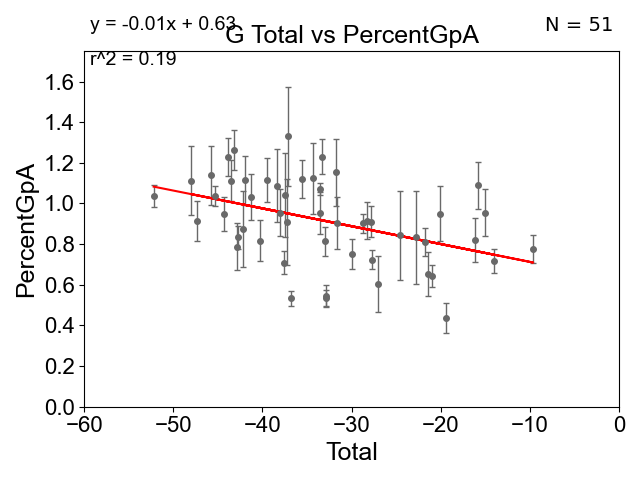 y = -0.01x + 0.63
G Total vs PercentGpA
N = 51
r^2 = 0.19
PercentGpA
1.6
1.4
1.2
1.0
0.8
0.6
0.4
0.2
0.0
−60 −50 −40 −30 −20 −10 0
Total